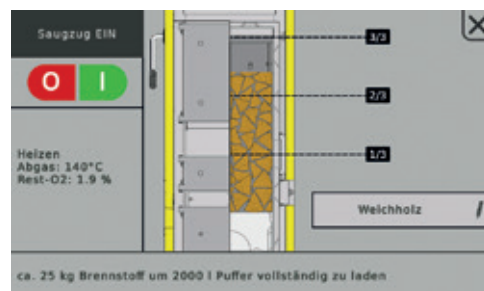 Saugzug EIN
O I
Heizen
Abgas: 140°C
Rest-O2: 1.9 %
3/3
2/3
1/3
Weichholz
ca. 25 kg Brennstoff um 2000 l Puffer vollständig zu laden